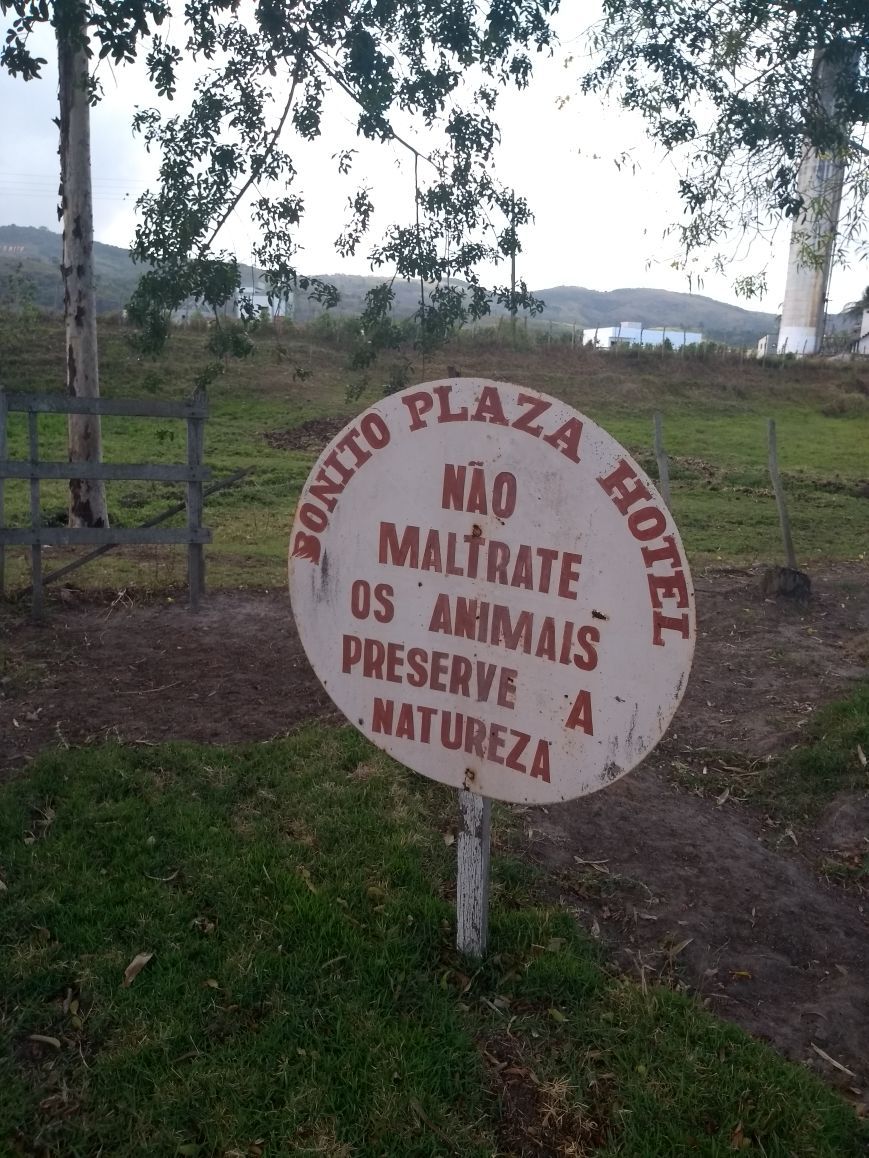 BONITO PLAZA HOTEL
NÃO
MALTRATE
OS ANIMAIS
PRESERVE A
NATUREZA